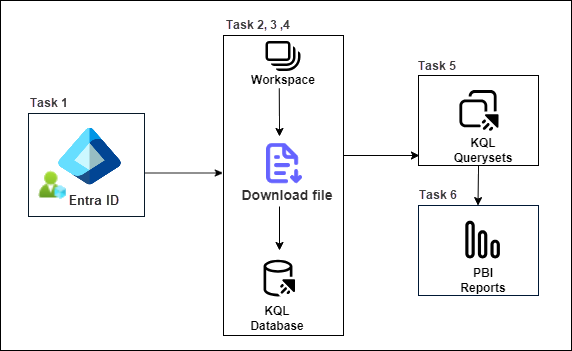 Task 1
Entra ID
Task 2, 3 ,4
Workspace
Download file
KQL
Database
Task 5
KQL
Querysets
Task 6
PBI
Reports